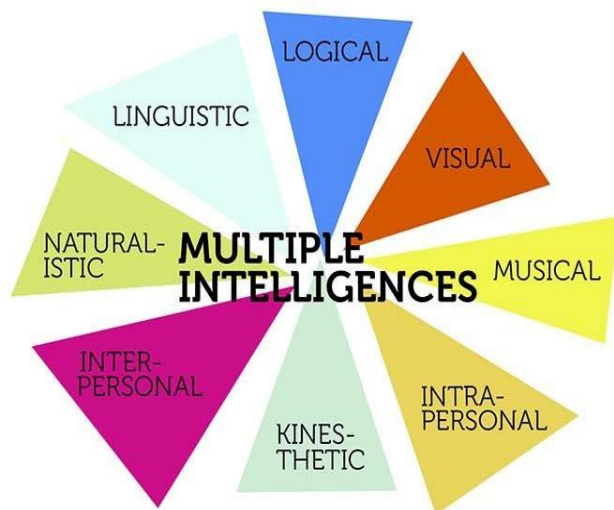 LOGICAL
LINGUISTIC
VISUAL
NATURAL-
ISTIC
MULTIPLE
INTELLIGENCES
MUSICAL
INTER-
PERSONAL
INTRA-
PERSONAL
KINES-
THETIC